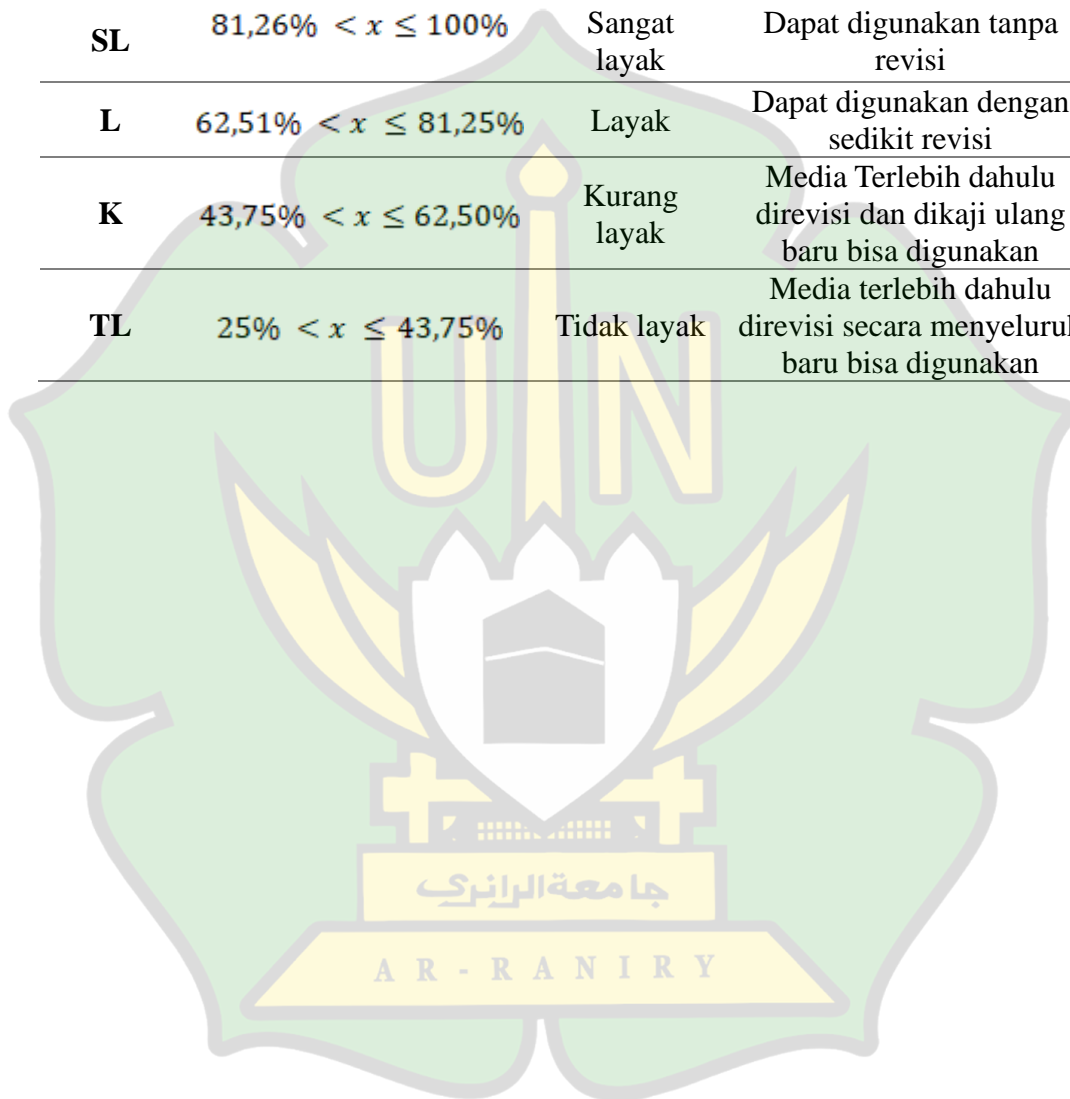 SL 81,26% < x ≤ 100% Sangat layak Dapat digunakan tanpa revisi
L 62,51% < x ≤ 81,25% Layak Dapat digunakan dengan sedikit revisi
K 43,75% < x ≤ 62,50% Kurang layak Media Terlebih dahulu direvisi dan dikaji ulang baru bisa digunakan
TL 25% < x ≤ 43,75% Tidak layak Media terlebih dahulu direvisi secara menyeluruh baru bisa digunakan
UIN
جامعة الرانري
AR-RANIRY